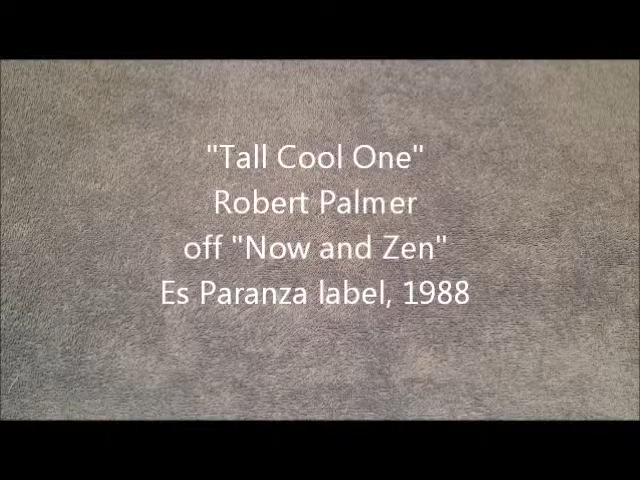 "Tall Cool One"
Robert Palmer
off "Now and Zen"
Es Paranza label, 1988